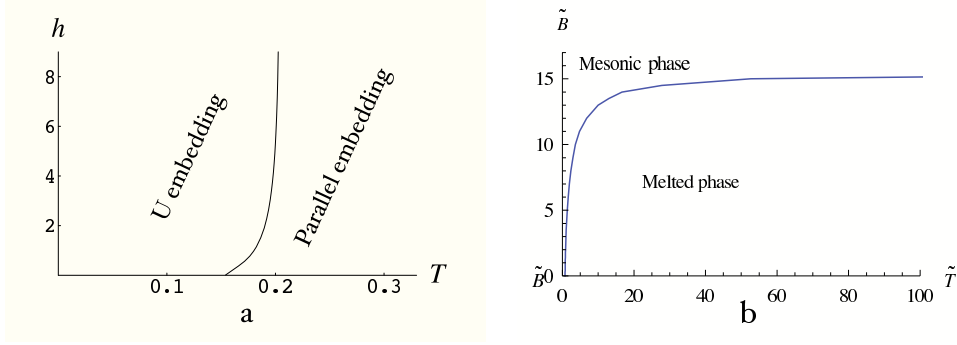 h
8
6
4
2
U embedding
Parallel embedding
0.1 0.2 0.3 T
a
B̃
15
10
5
0
Mesonic phase
Melted phase
B̃
0 20 40 60 80 100 T̃
b